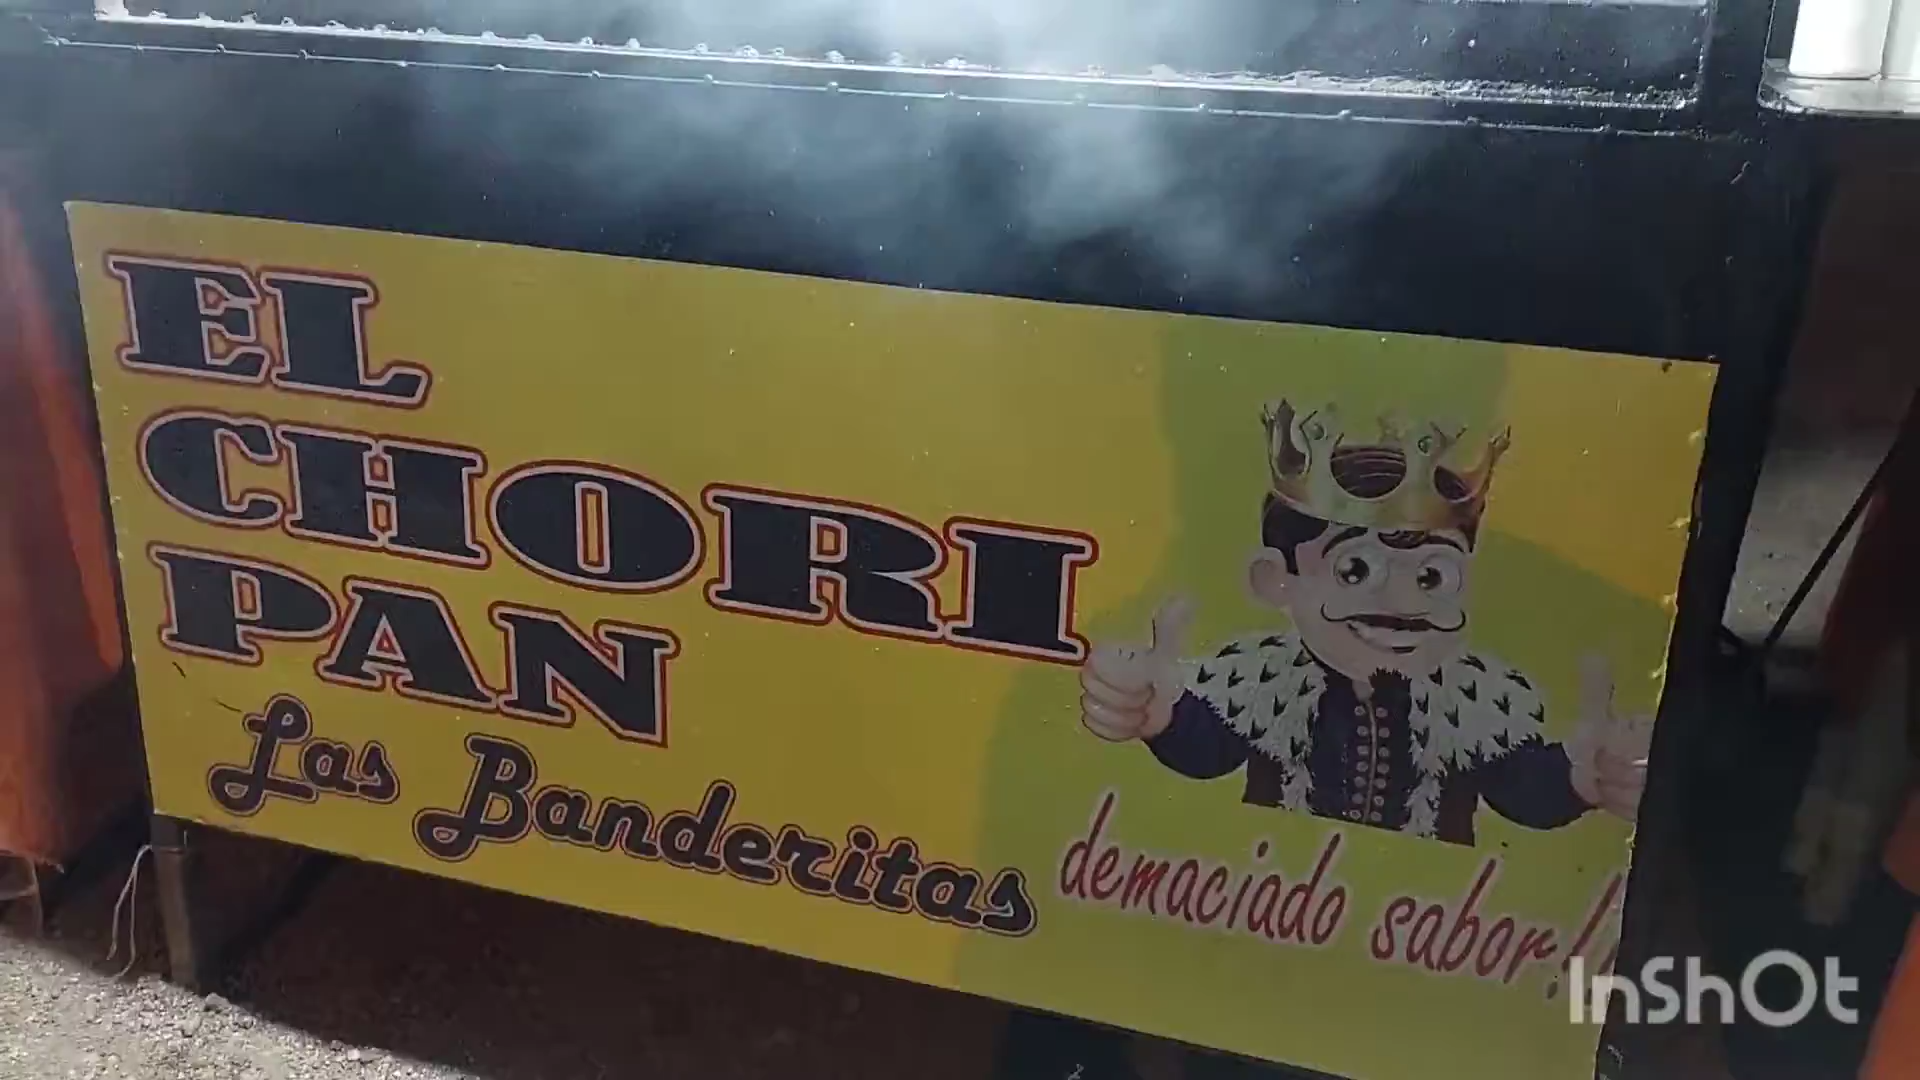 EL
CHORI
PAN
Las Banderitas
demaciado sabor!
InShOt